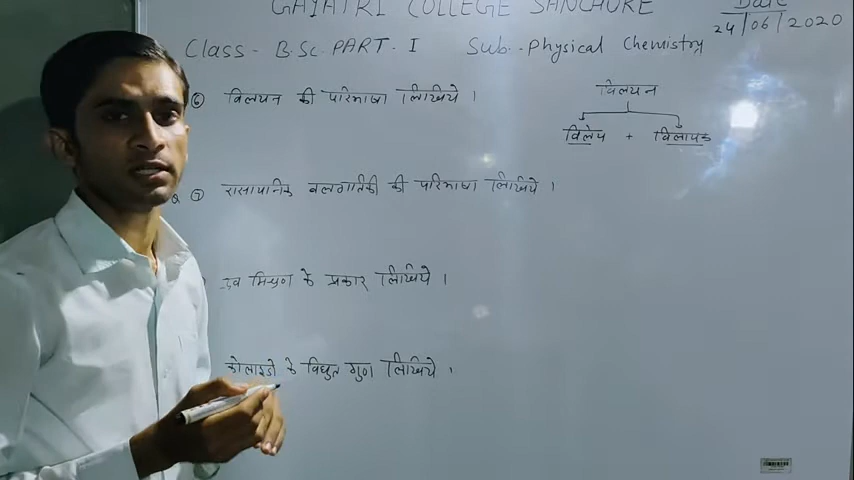 GAYATRI COLLEGE SANCHORE
Date
24/06/2020
Class - B.Sc. PART - I Sub.- Physical Chemistry
⑥ विलयन की परिभाषा लिखिये ।
विलयन
विलेय + विलायक
Q ⑦ रासायनिक बलगतिकी की परिभाषा लिखिये ।
द्रव मिश्रण के प्रकार लिखिये ।
कोलाइडो के विधुत गुण लिखिये ।